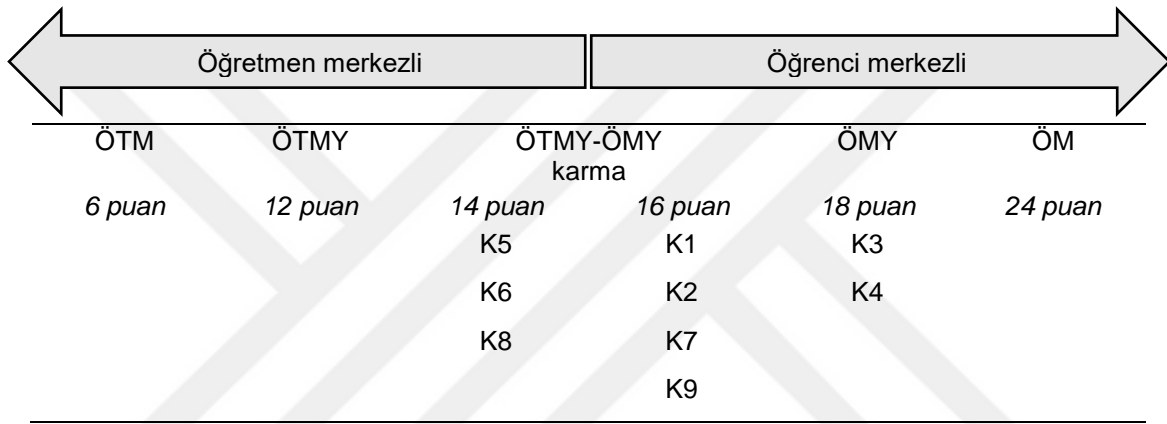 Öğretmen merkezli Öğrenci merkezli
ÖTM ÖTMY ÖTMY-ÖMY ÖMY ÖM
karma
6 puan 12 puan 14 puan 16 puan 18 puan 24 puan
K5 K1 K3
K6 K2 K4
K8 K7
K9